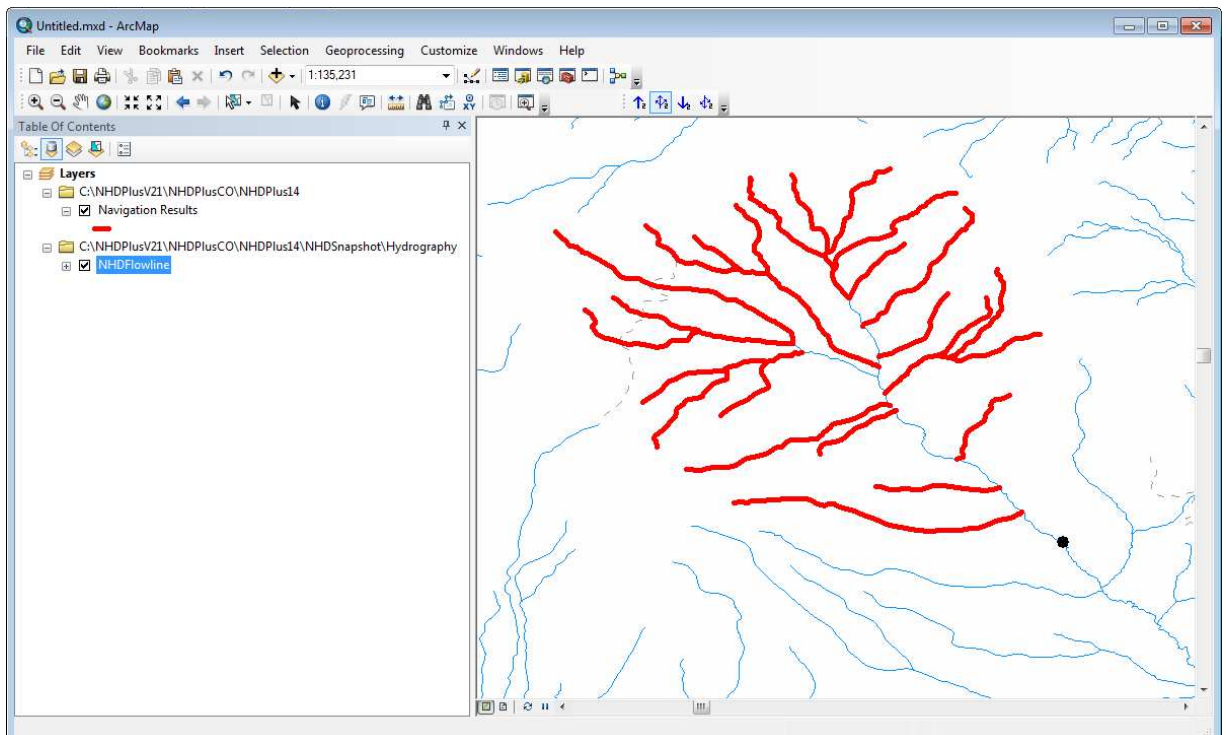 Untitled.mxd - ArcMap
File Edit View Bookmarks Insert Selection Geoprocessing Customize Windows Help
1:135,231
Table Of Contents
Layers
C:\NHDPlusV21\NHDPlusCO\NHDPlus14
Navigation Results
C:\NHDPlusV21\NHDPlusCO\NHDPlus14\NHDSnapshot\Hydrography
NHDFlowline